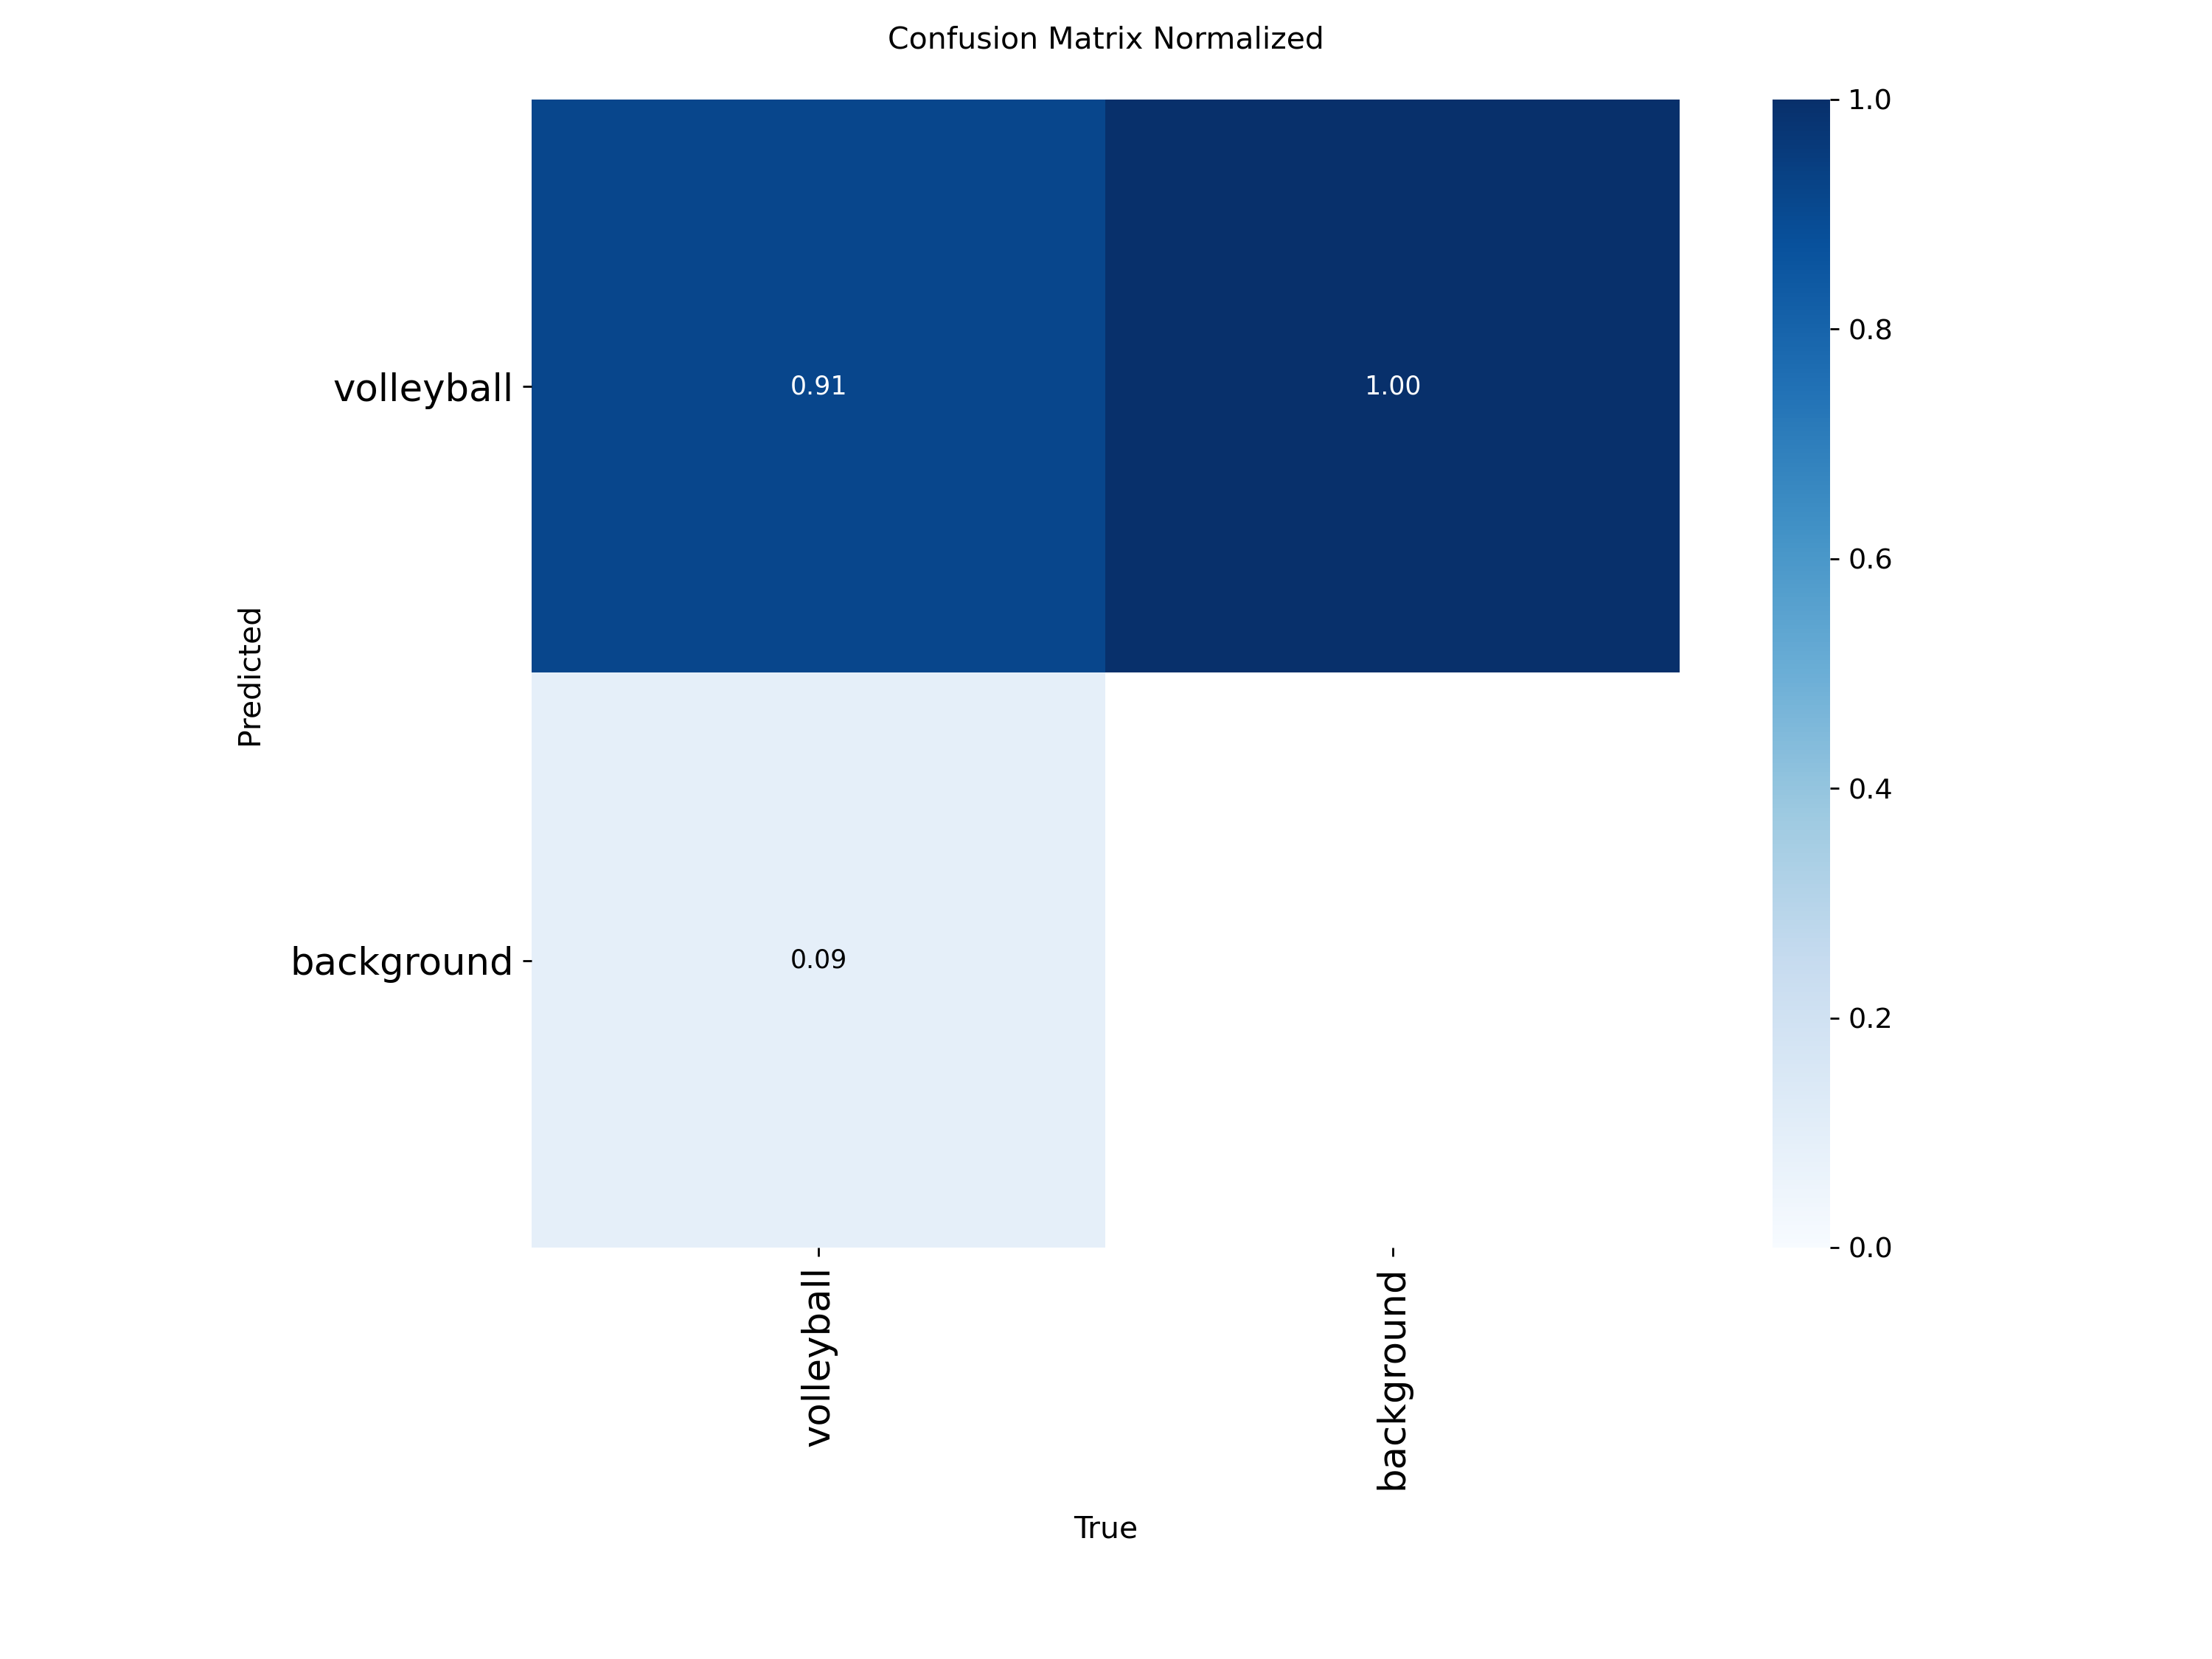 Confusion Matrix Normalized
1.0
volleyball
0.91
1.00
0.8
0.6
Predicted
0.4
background
0.09
0.2
0.0
volleyball
background
True